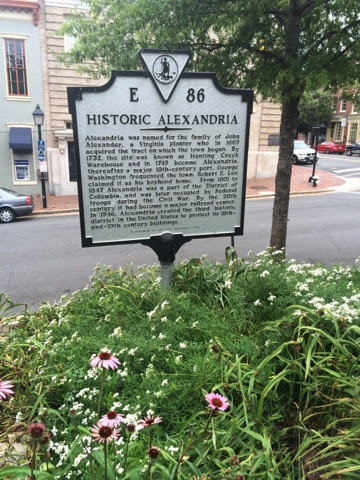 E 86
HISTORIC ALEXANDRIA
Alexandria was named for the family of John
Alexander, a Virginia planter who in 1669
acquired the tract on which the town began. By
1732, the site was known as Hunting Creek
Warehouse and in 1749 became Alexandria,
thereafter a major 18th-century port. George
Washington frequented the town; Robert E. Lee
claimed it as his boyhood home. From 1801 to
1847 Alexandria was a part of the District of
Columbia, and was later occupied by Federal
troops during the Civil War. By the 20th
century it had become a major railroad center.
In 1946, Alexandria created the third historic
district in the United States to protect its 18th-
and-19th century buildings.